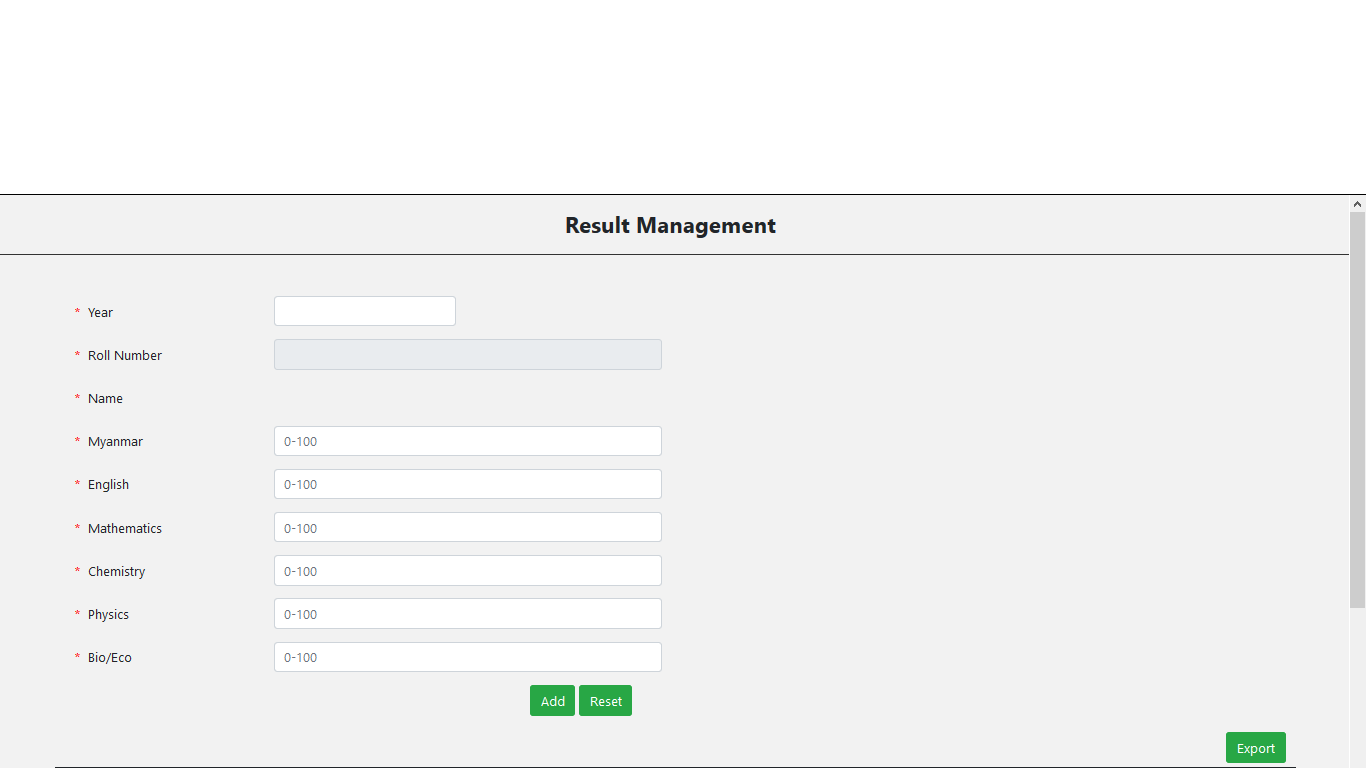 Result Management
* Year
* Roll Number
* Name
* Myanmar 0-100
* English 0-100
* Mathematics 0-100
* Chemistry 0-100
* Physics 0-100
* Bio/Eco 0-100
Add Reset
Export